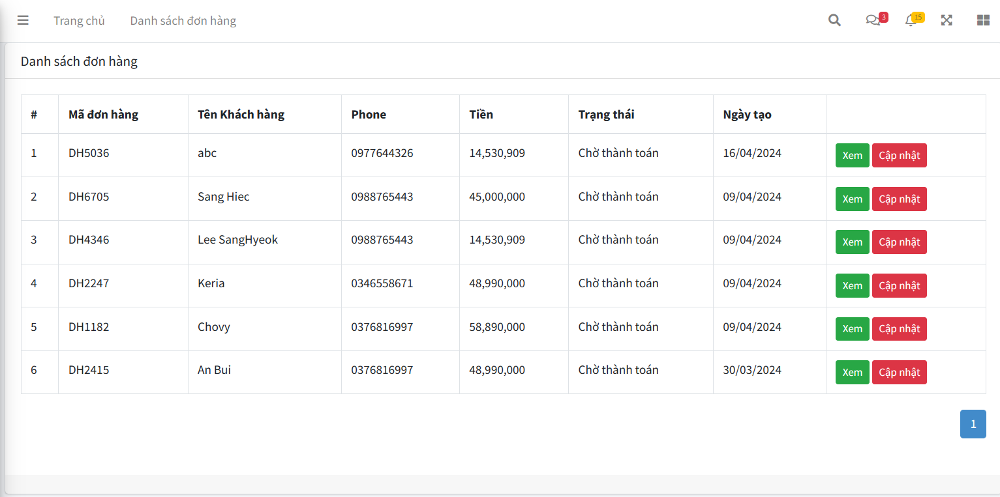 Trang chủ Danh sách đơn hàng 3 15
Danh sách đơn hàng
# Mã đơn hàng Tên Khách hàng Phone Tiền Trạng thái Ngày tạo
1 DH5036 abc 0977644326 14,530,909 Chờ thành toán 16/04/2024 Xem Cập nhật
2 DH6705 Sang Hiec 0988765443 45,000,000 Chờ thành toán 09/04/2024 Xem Cập nhật
3 DH4346 Lee SangHyeok 0988765443 14,530,909 Chờ thành toán 09/04/2024 Xem Cập nhật
4 DH2247 Keria 0346558671 48,990,000 Chờ thành toán 09/04/2024 Xem Cập nhật
5 DH1182 Chovy 0376816997 58,890,000 Chờ thành toán 09/04/2024 Xem Cập nhật
6 DH2415 An Bui 0376816997 48,990,000 Chờ thành toán 30/03/2024 Xem Cập nhật
1